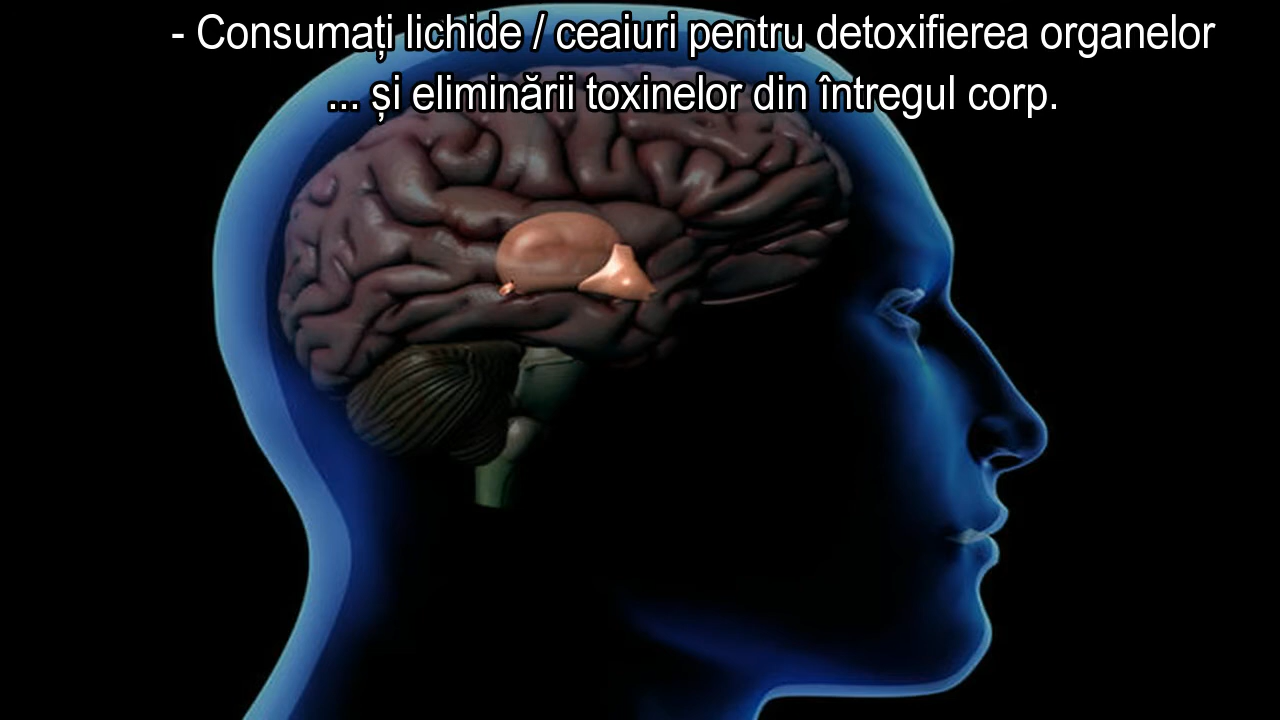 - Consumați lichide / ceaiuri pentru detoxifierea organelor
... și eliminării toxinelor din întregul corp.